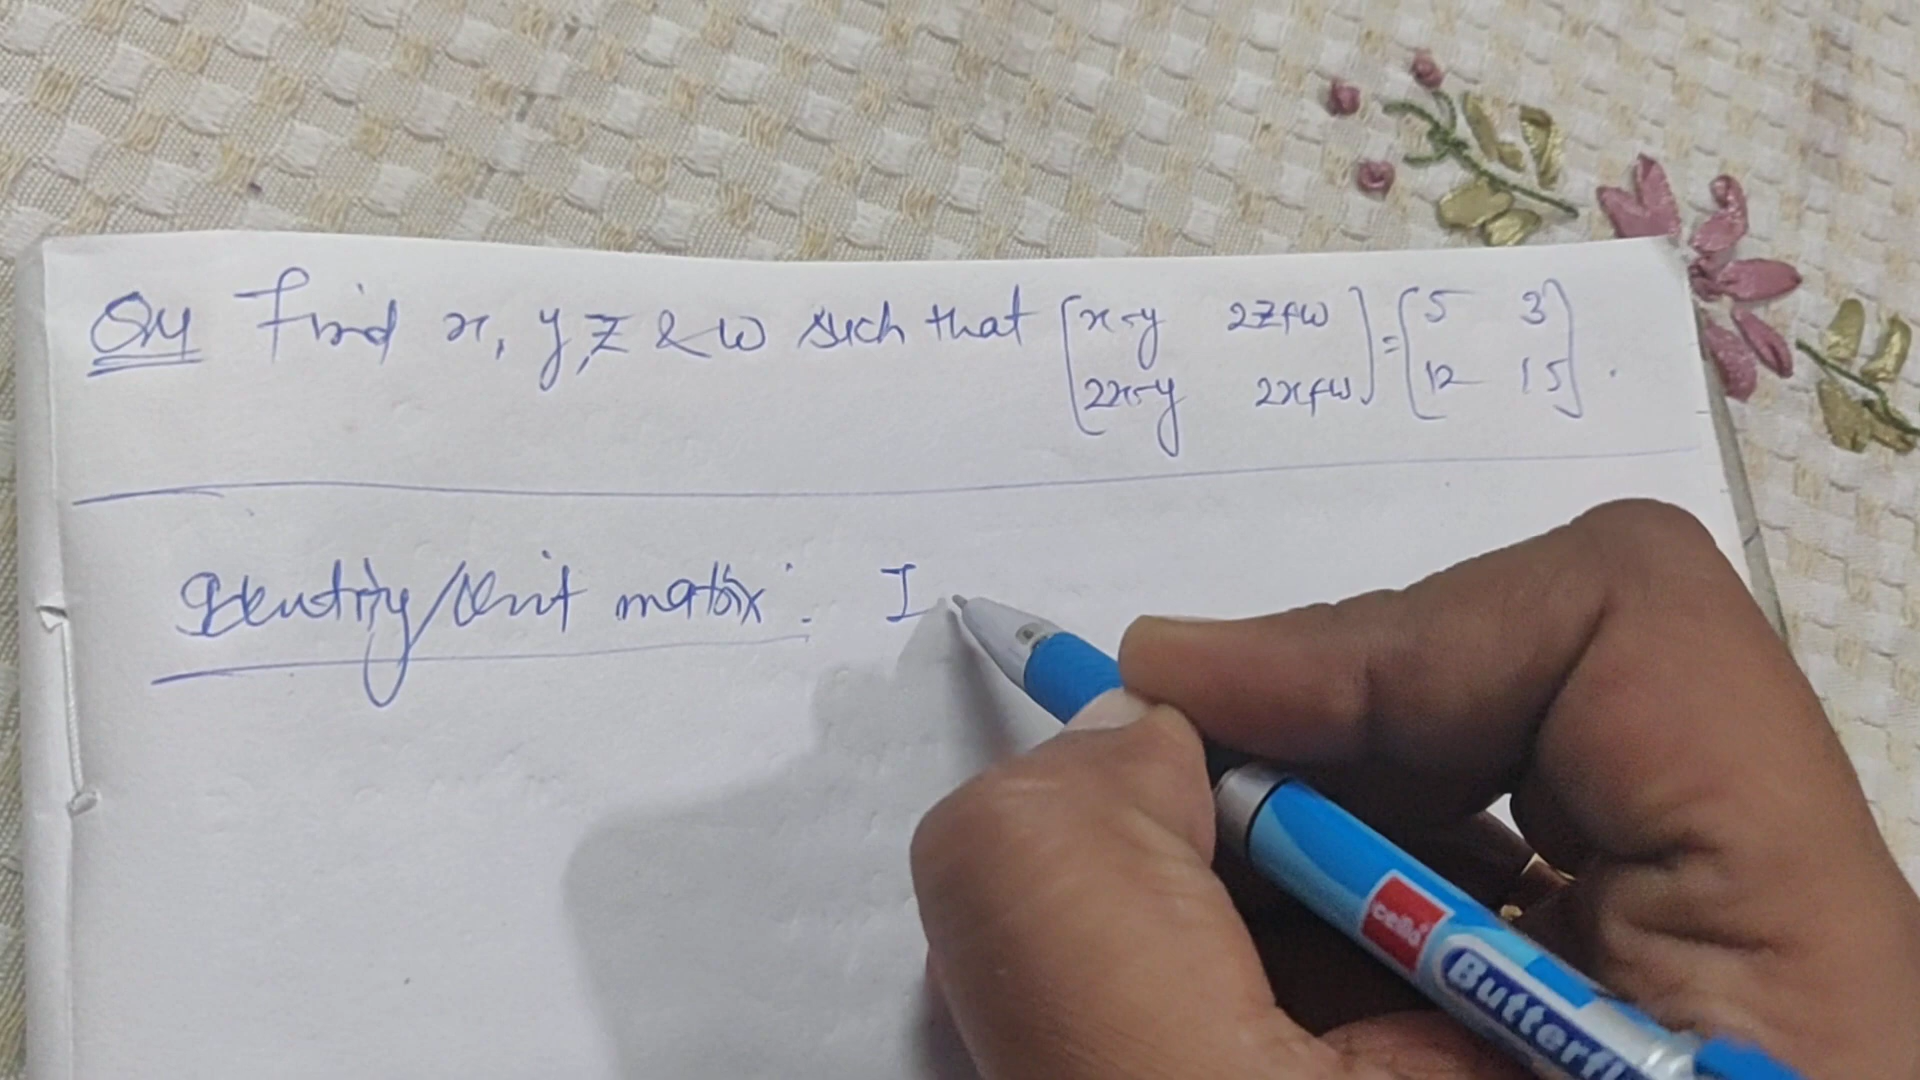 Q4 Find x, y, z & w such that [x-y 2z+w] = [5 3]
[2x-y 2x+w] [12 15].
Identity/Unit matrix: I
cello
Butterfl